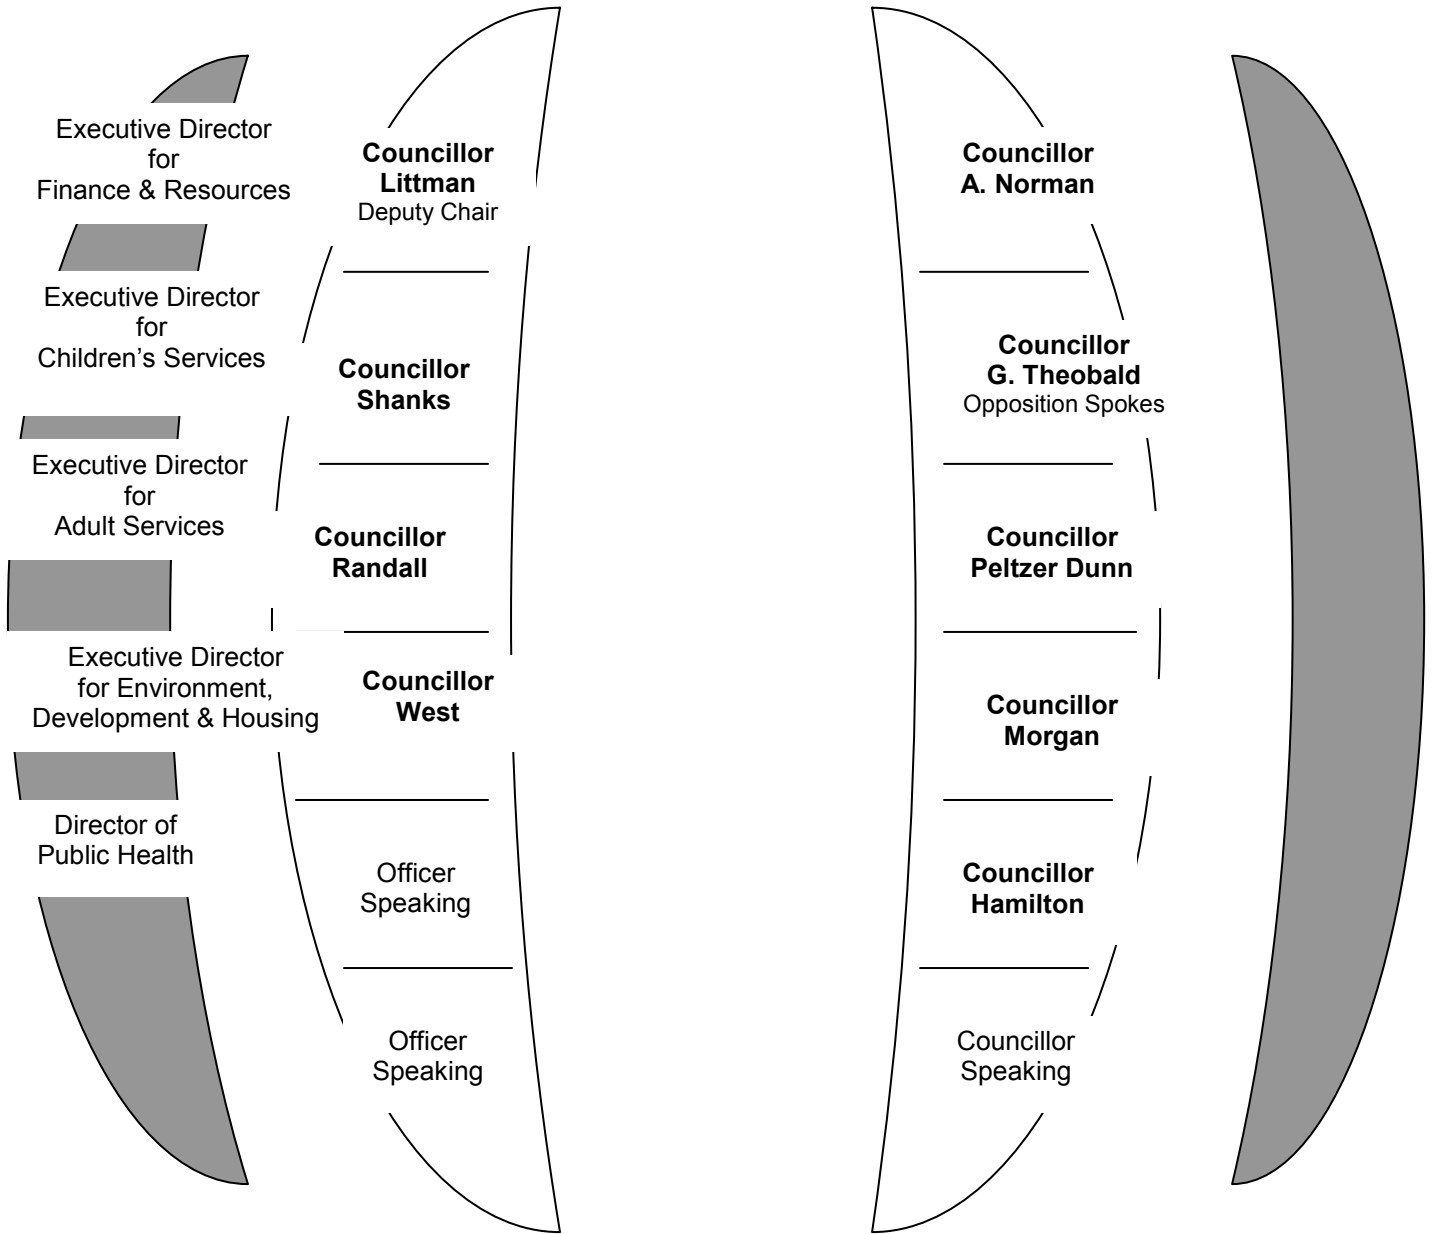 Executive Director
for
Finance & Resources
Executive Director
for
Children’s Services
Executive Director
for
Adult Services
Executive Director
for Environment,
Development & Housing
Director of
Public Health
Councillor
Littman
Deputy Chair
Councillor
Shanks
Councillor
Randall
Councillor
West
Officer
Speaking
Officer
Speaking
Councillor
A. Norman
Councillor
G. Theobald
Opposition Spokes
Councillor
Peltzer Dunn
Councillor
Morgan
Councillor
Hamilton
Councillor
Speaking